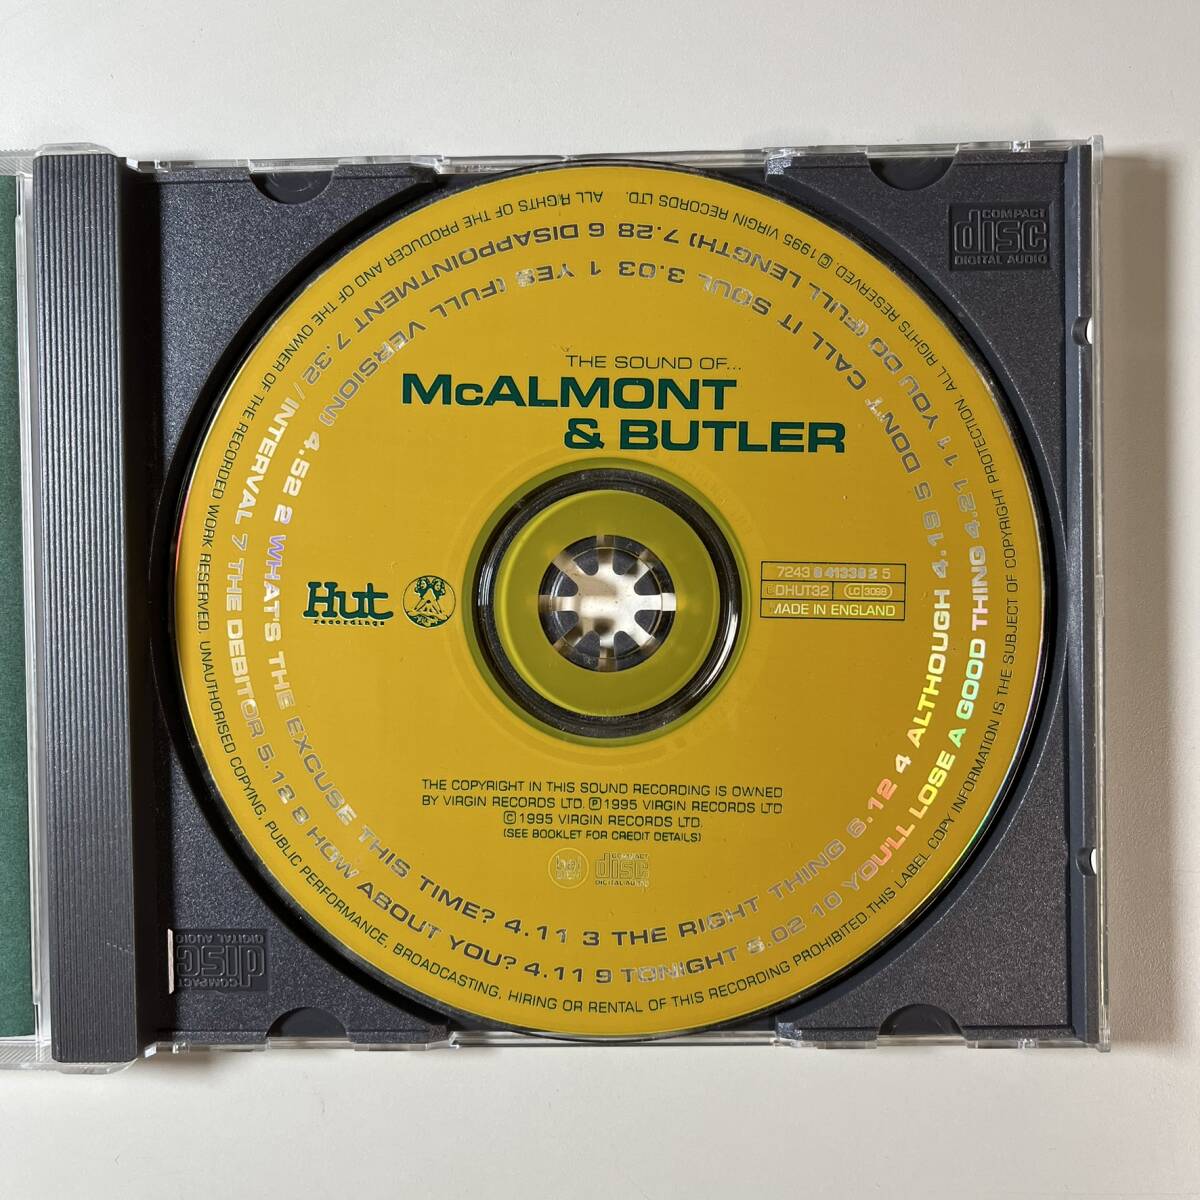 THE SOUND OF...
McALMONT
& BUTLER
Hut
recordings
7243 8 41338 2 5
CDHUT32 LC 3098
MADE IN ENGLAND
THE COPYRIGHT IN THIS SOUND RECORDING IS OWNED
BY VIRGIN RECORDS LTD. ℗ 1995 VIRGIN RECORDS LTD
© 1995 VIRGIN RECORDS LTD.
(SEE BOOKLET FOR CREDIT DETAILS)
COMPACT
disc
DIGITAL AUDIO
1 YES (FULL VERSION) 4.52 2 WHAT'S THE EXCUSE THIS TIME? 4.11 3 THE RIGHT THING 6.12 4 ALTHOUGH 4.19 5 DON'T CALL IT SOUL 3.03
6 DISAPPOINTMENT 7.32 / INTERVAL 7 THE DEBITOR 5.12 8 HOW ABOUT YOU? 4.11 9 TONIGHT 5.02 10 YOU'LL LOSE A GOOD THING 4.21 11 YOU DO (FULL LENGTH) 7.28
ALL RIGHTS OF THE PRODUCER AND OF THE OWNER OF THE RECORDED WORK RESERVED. UNAUTHORISED COPYING, PUBLIC PERFORMANCE, BROADCASTING, HIRING OR RENTAL OF THIS RECORDING PROHIBITED. THIS LABEL COPY INFORMATION IS THE SUBJECT OF COPYRIGHT PROTECTION. ALL RIGHTS RESERVED. © 1995 VIRGIN RECORDS LTD.
COMPACT
disc
DIGITAL AUDIO
COMPACT
disc
DIGITAL AUDIO